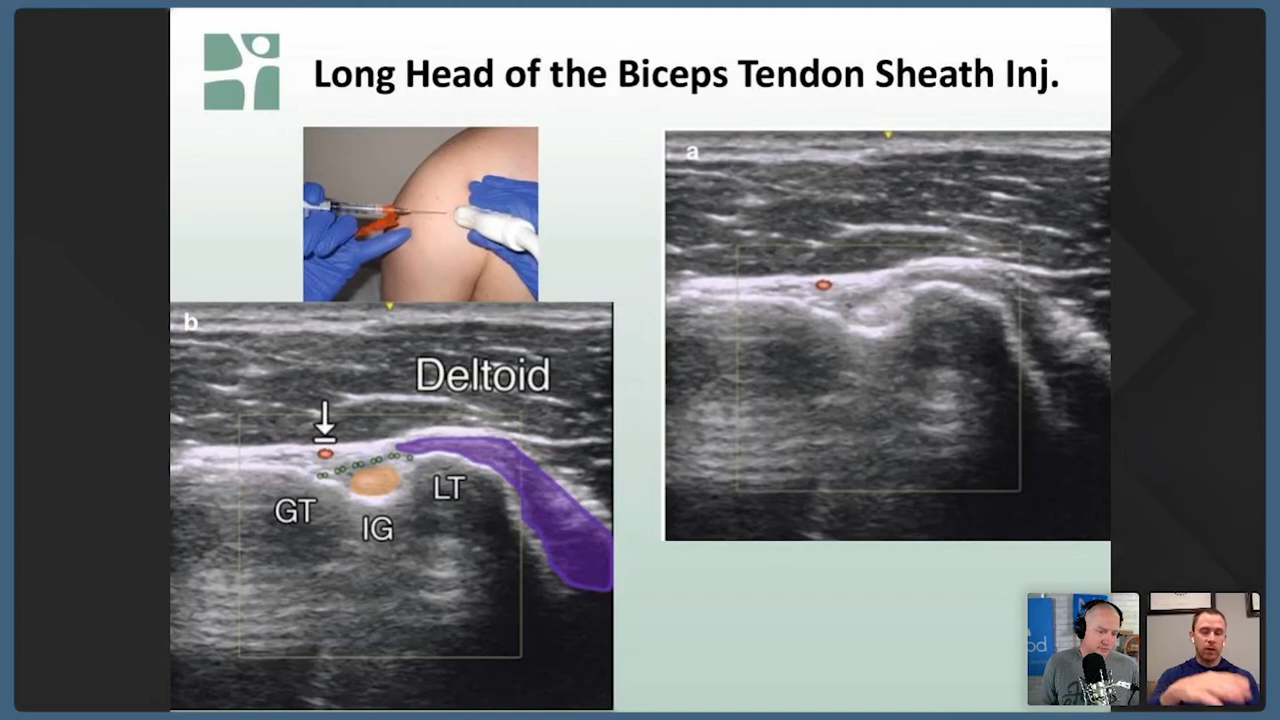 Long Head of the Biceps Tendon Sheath Inj.
a
b
Deltoid
GT
LT
IG